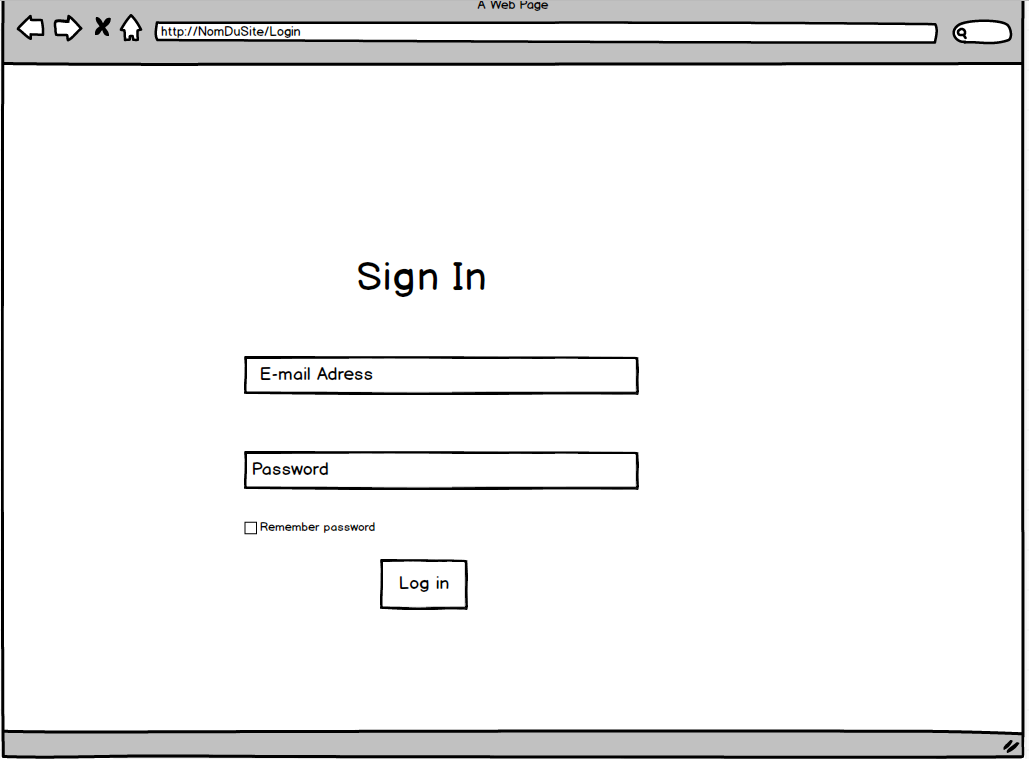 A Web Page
http://NomDuSite/Login
Sign In
E-mail Adress
Password
Remember password
Log in